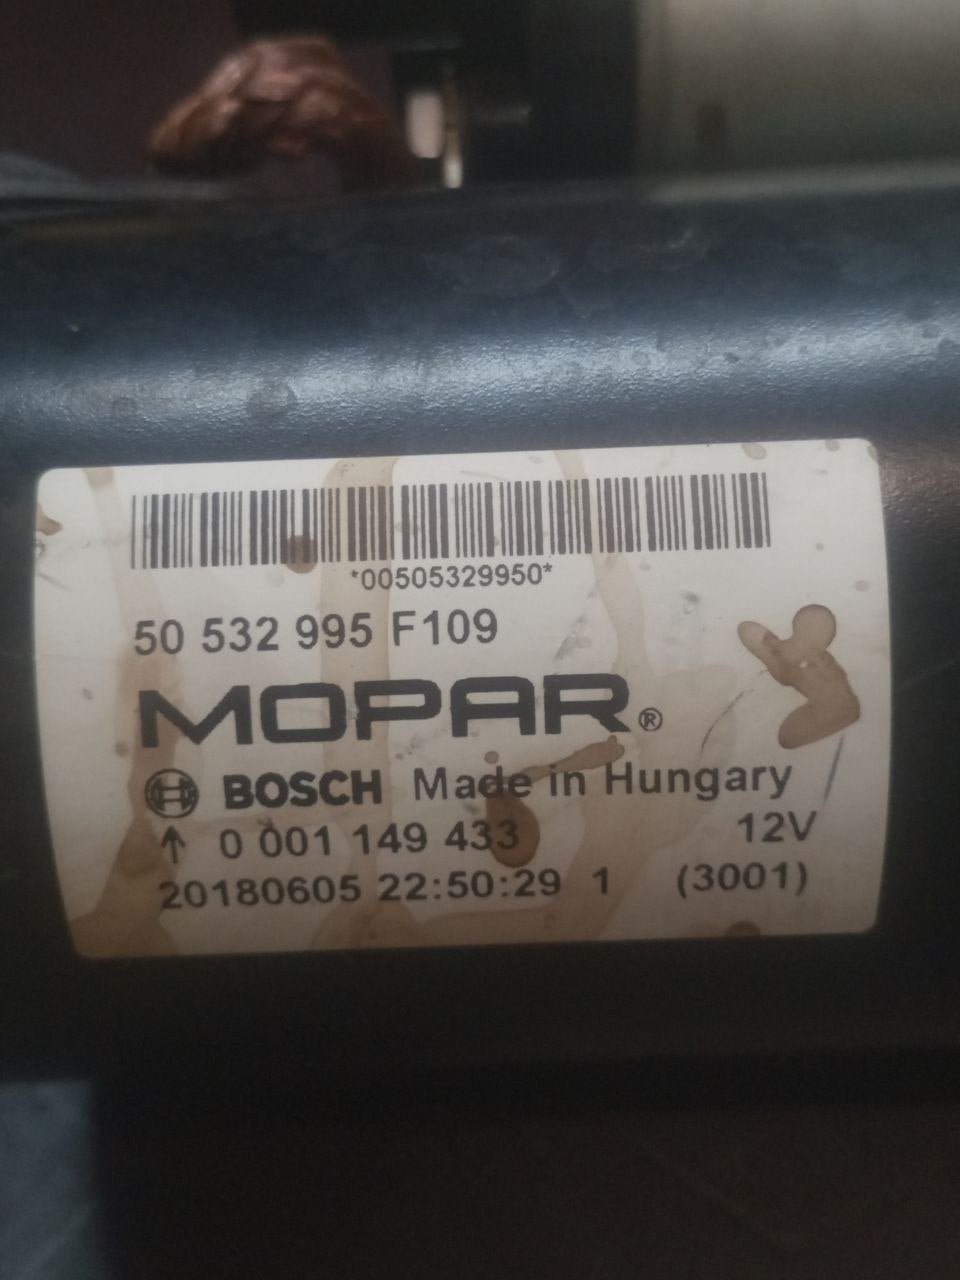 *00505329950*
50 532 995 F109
MOPAR®
BOSCH Made in Hungary
↑ 0 001 149 433 12V
20180605 22:50:29 1 (3001)